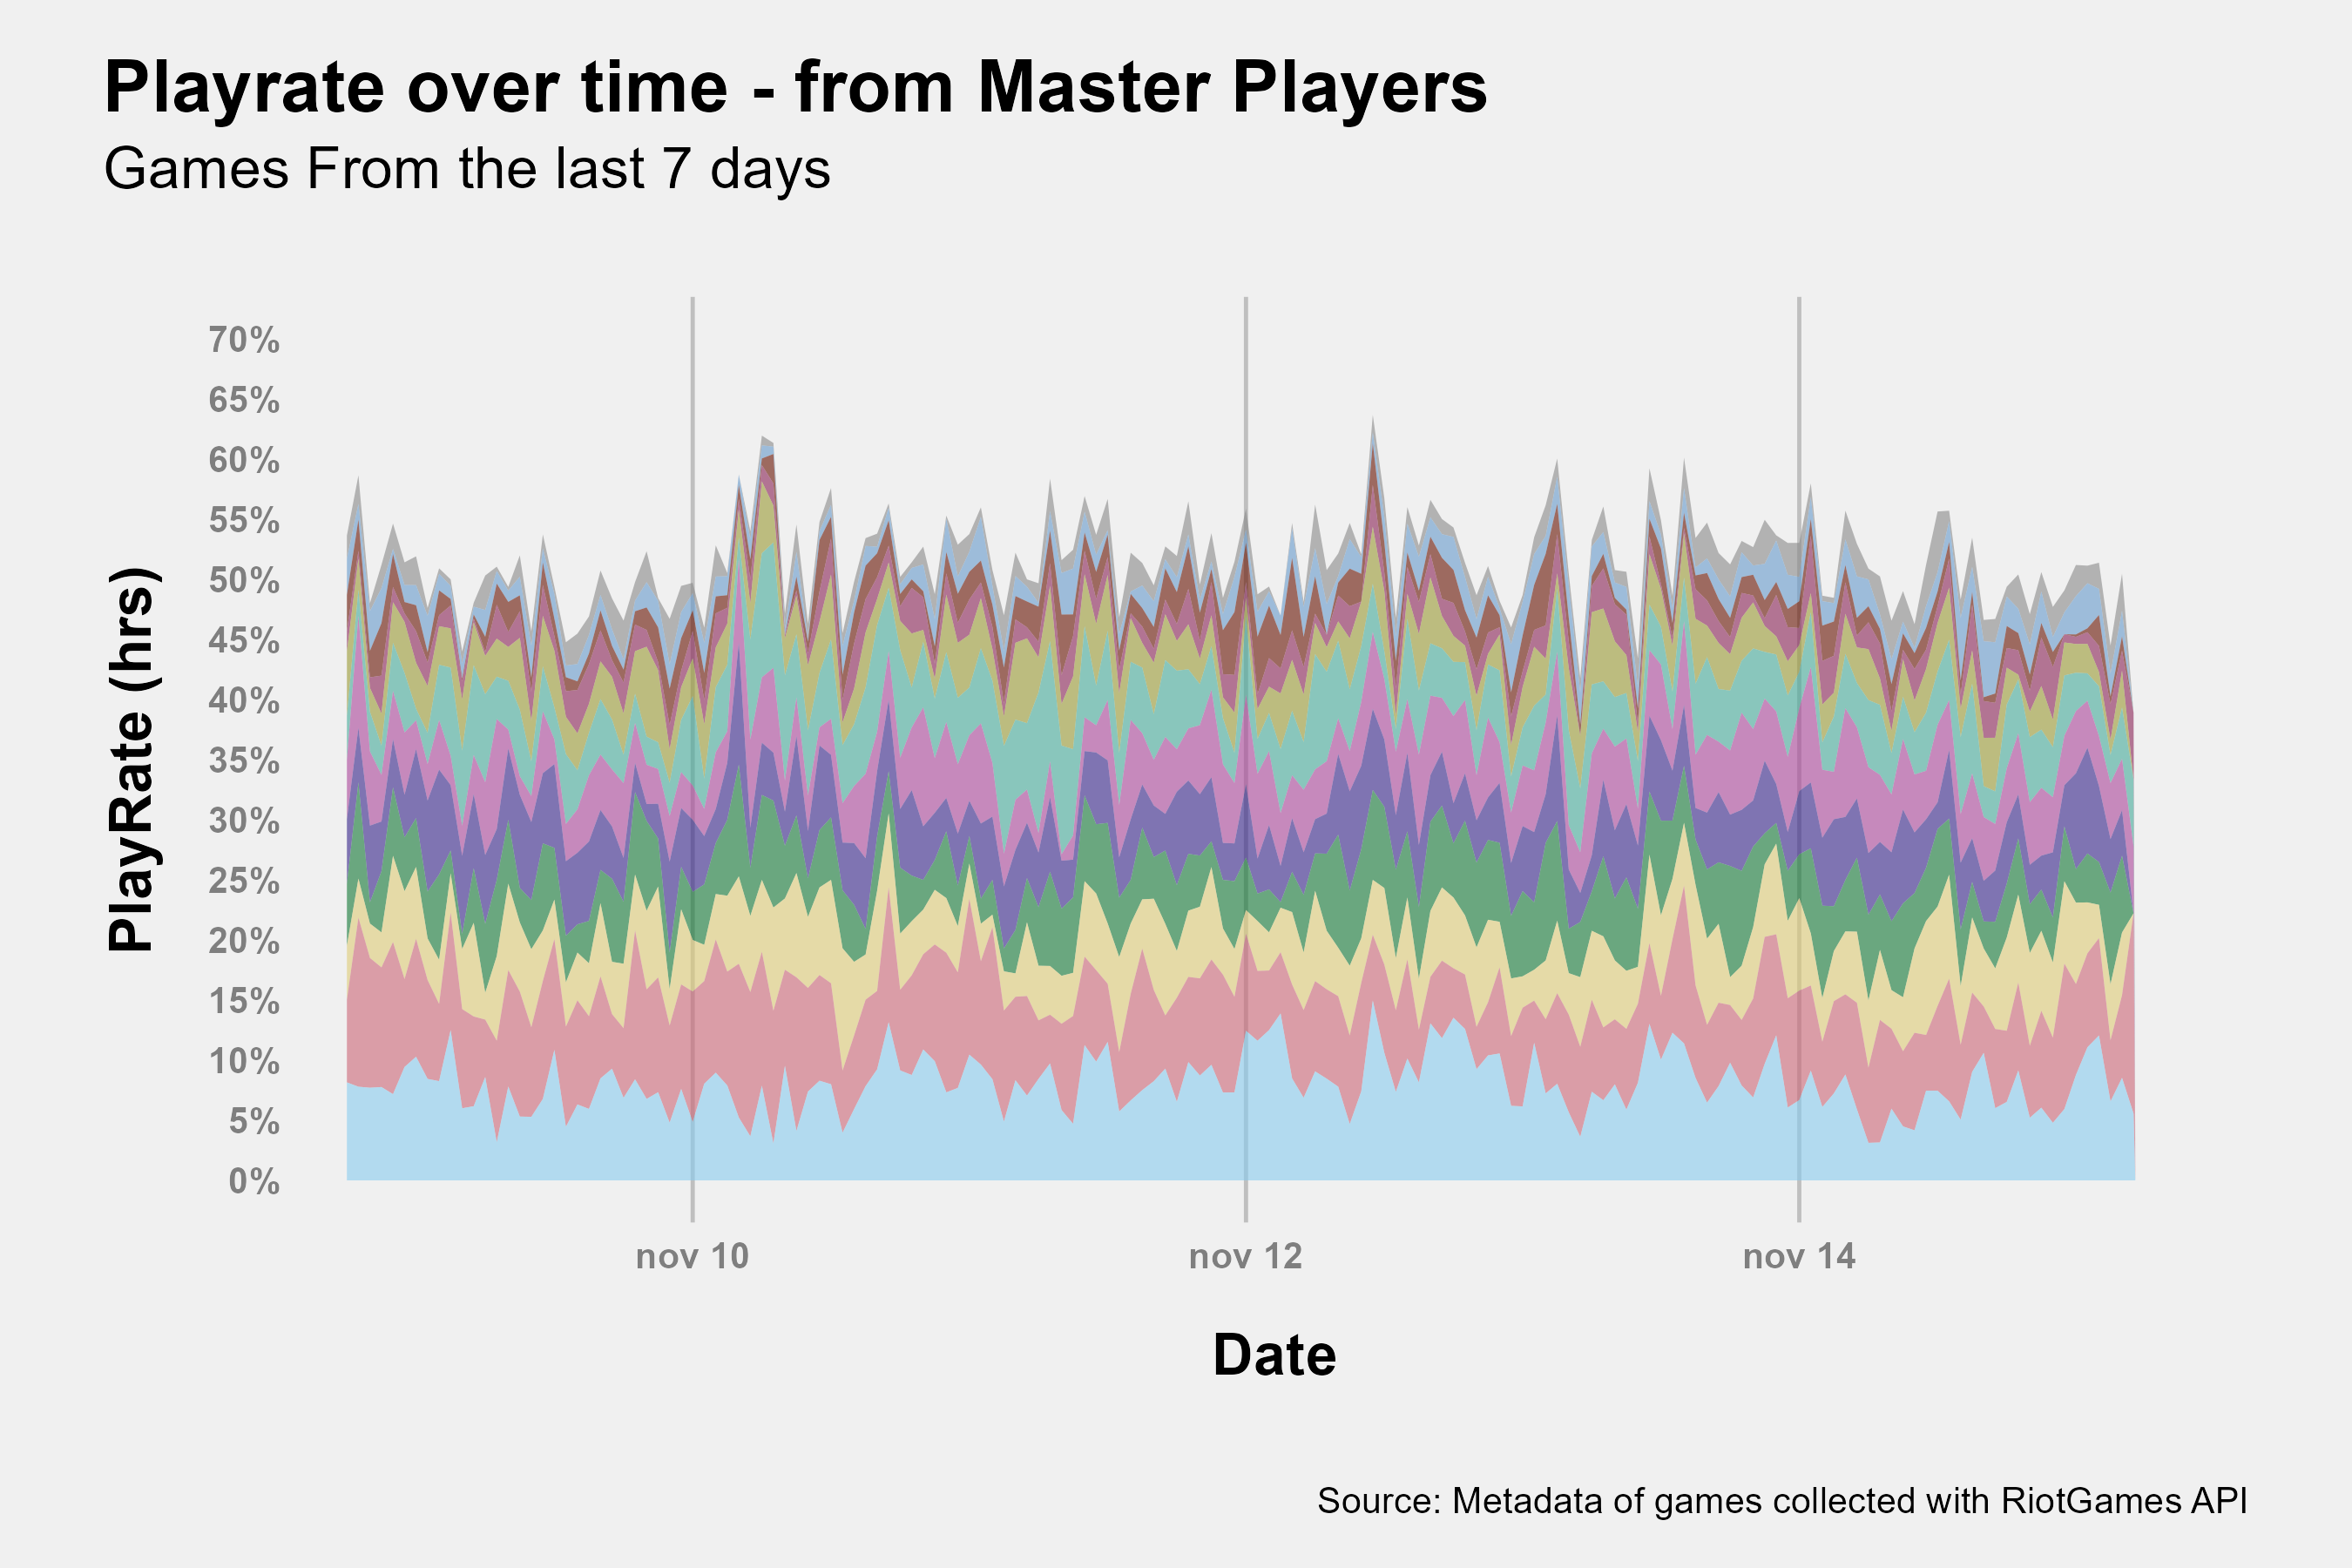 Playrate over time - from Master Players
Games From the last 7 days
PlayRate (hrs)
70%
65%
60%
55%
50%
45%
40%
35%
30%
25%
20%
15%
10%
5%
0%
nov 10
nov 12
nov 14
Date
Source: Metadata of games collected with RiotGames API